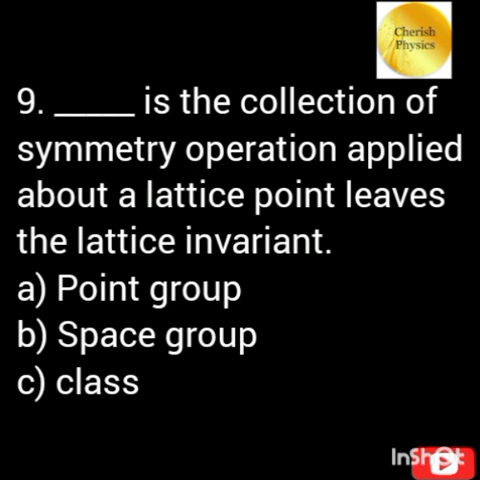 Cherish
Physics
9. _____ is the collection of
symmetry operation applied
about a lattice point leaves
the lattice invariant.
a) Point group
b) Space group
c) class
InShot